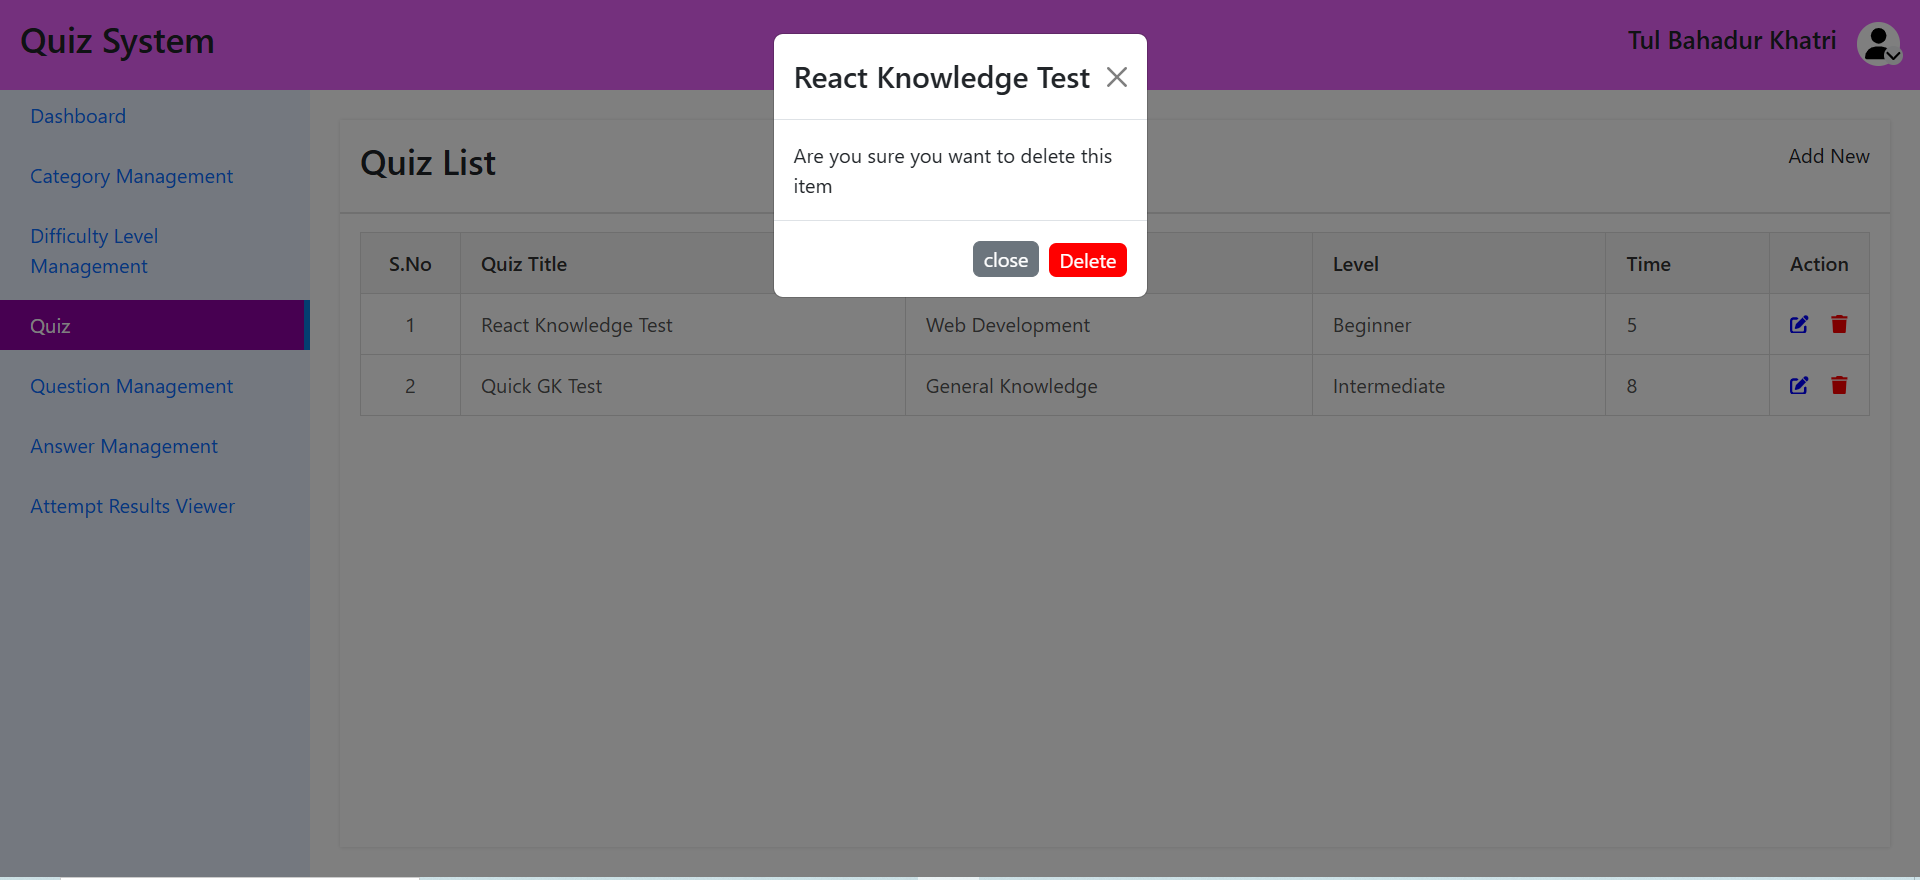 Quiz System
Tul Bahadur Khatri
React Knowledge Test
Are you sure you want to delete this
item
close
Delete
Dashboard
Category Management
Difficulty Level
Management
Quiz
Question Management
Answer Management
Attempt Results Viewer
Quiz List
Add New
S.No Quiz Title Level Time Action
1 React Knowledge Test Web Development Beginner 5
2 Quick GK Test General Knowledge Intermediate 8